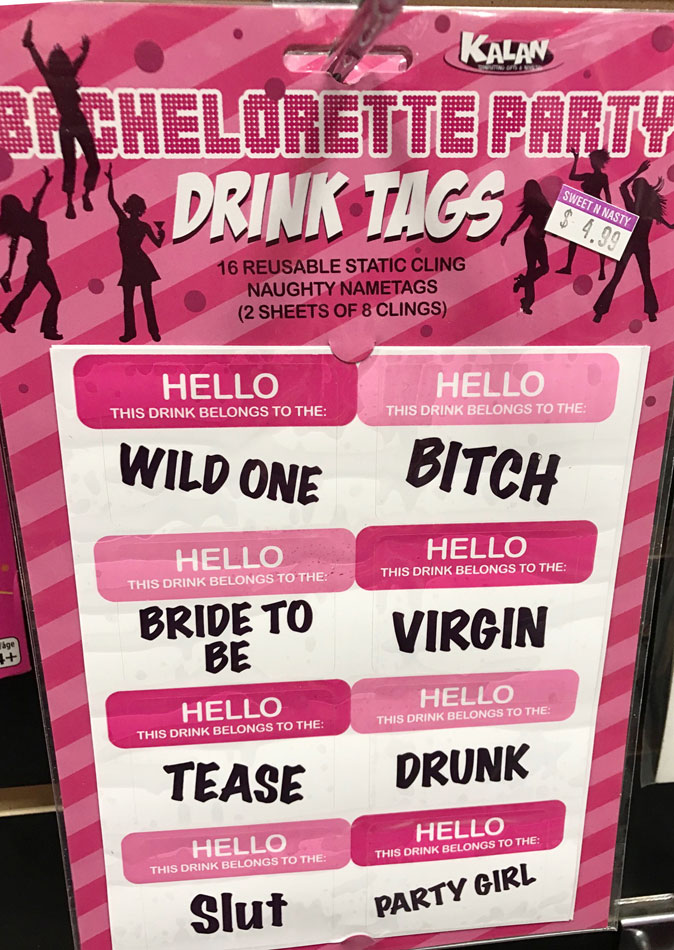 KALAN
BACHELORETTE PARTY
DRINK TAGS
SWEET N NASTY
$ 4.99
16 REUSABLE STATIC CLING
NAUGHTY NAMETAGS
(2 SHEETS OF 8 CLINGS)
HELLO
THIS DRINK BELONGS TO THE:
WILD ONE
HELLO
THIS DRINK BELONGS TO THE:
BITCH
HELLO
THIS DRINK BELONGS TO THE:
BRIDE TO
BE
HELLO
THIS DRINK BELONGS TO THE:
VIRGIN
HELLO
THIS DRINK BELONGS TO THE:
TEASE
HELLO
THIS DRINK BELONGS TO THE:
DRUNK
HELLO
THIS DRINK BELONGS TO THE:
Slut
HELLO
THIS DRINK BELONGS TO THE:
PARTY GIRL